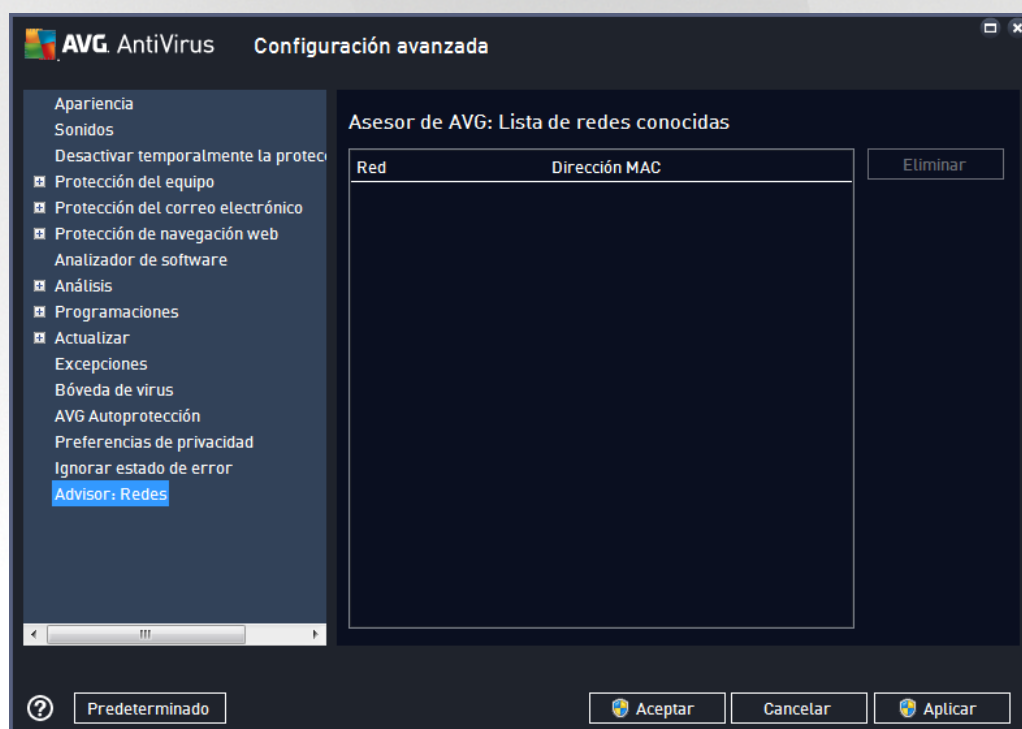 AVG. AntiVirus Configuración avanzada
Apariencia
Sonidos
Desactivar temporalmente la protec
Protección del equipo
Protección del correo electrónico
Protección de navegación web
Analizador de software
Análisis
Programaciones
Actualizar
Excepciones
Bóveda de virus
AVG Autoprotección
Preferencias de privacidad
Ignorar estado de error
Advisor: Redes
Asesor de AVG: Lista de redes conocidas
Red Dirección MAC
Eliminar
? Predeterminado Aceptar Cancelar Aplicar